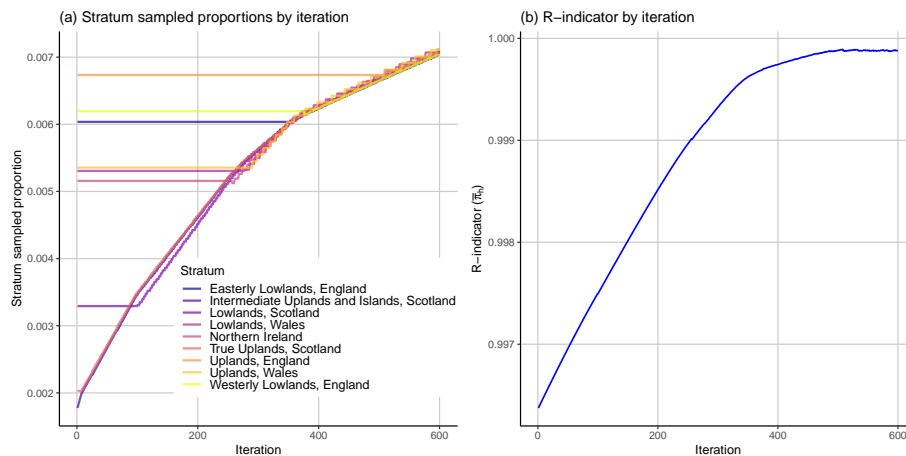 (a) Stratum sampled proportions by iteration
Stratum sampled proportion
0.007
0.006
0.005
0.004
0.003
0.002
Stratum
Easterly Lowlands, England
Intermediate Uplands and Islands, Scotland
Lowlands, Scotland
Lowlands, Wales
Northern Ireland
True Uplands, Scotland
Uplands, England
Uplands, Wales
Westerly Lowlands, England
0 200 400 600
Iteration
(b) R−indicator by iteration
R−indicator (π̅ₕ)
1.000
0.999
0.998
0.997
0 200 400 600
Iteration